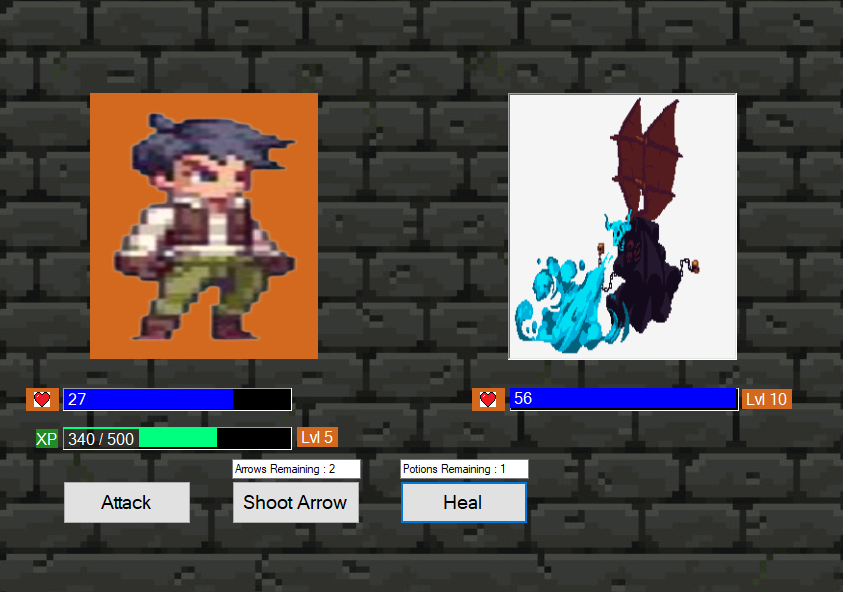 27
56
Lvl 10
XP
340 / 500
Lvl 5
Arrows Remaining : 2
Potions Remaining : 1
Attack
Shoot Arrow
Heal